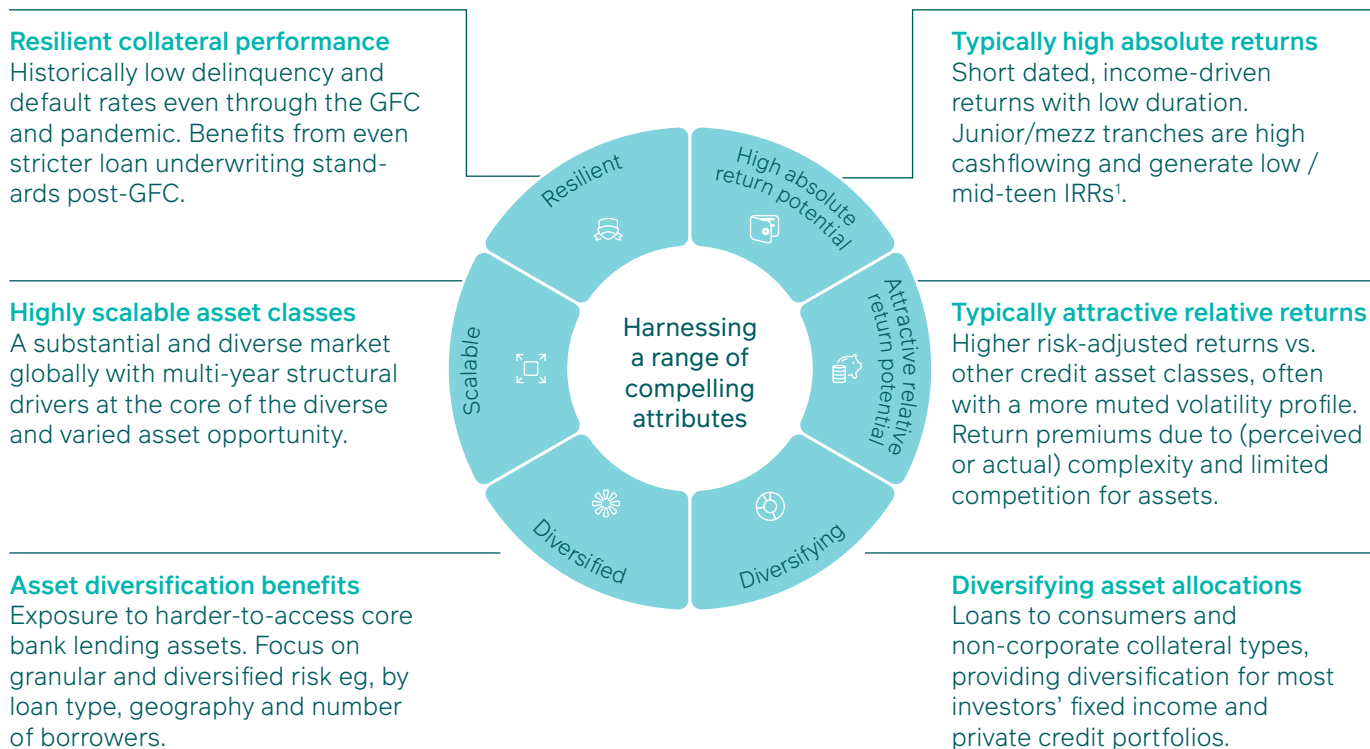 Resilient collateral performance
Historically low delinquency and
default rates even through the GFC
and pandemic. Benefits from even
stricter loan underwriting stand-
ards post-GFC.
Highly scalable asset classes
A substantial and diverse market
globally with multi-year structural
drivers at the core of the diverse
and varied asset opportunity.
Asset diversification benefits
Exposure to harder-to-access core
bank lending assets. Focus on
granular and diversified risk eg, by
loan type, geography and number
of borrowers.
Resilient
High absolute
return potential
Attractive relative
return potential
Diversifying
Diversified
Scalable
Harnessing
a range of
compelling
attributes
Typically high absolute returns
Short dated, income-driven
returns with low duration.
Junior/mezz tranches are high
cashflowing and generate low /
mid-teen IRRs¹.
Typically attractive relative returns
Higher risk-adjusted returns vs.
other credit asset classes, often
with a more muted volatility profile.
Return premiums due to (perceived
or actual) complexity and limited
competition for assets.
Diversifying asset allocations
Loans to consumers and
non-corporate collateral types,
providing diversification for most
investors’ fixed income and
private credit portfolios.